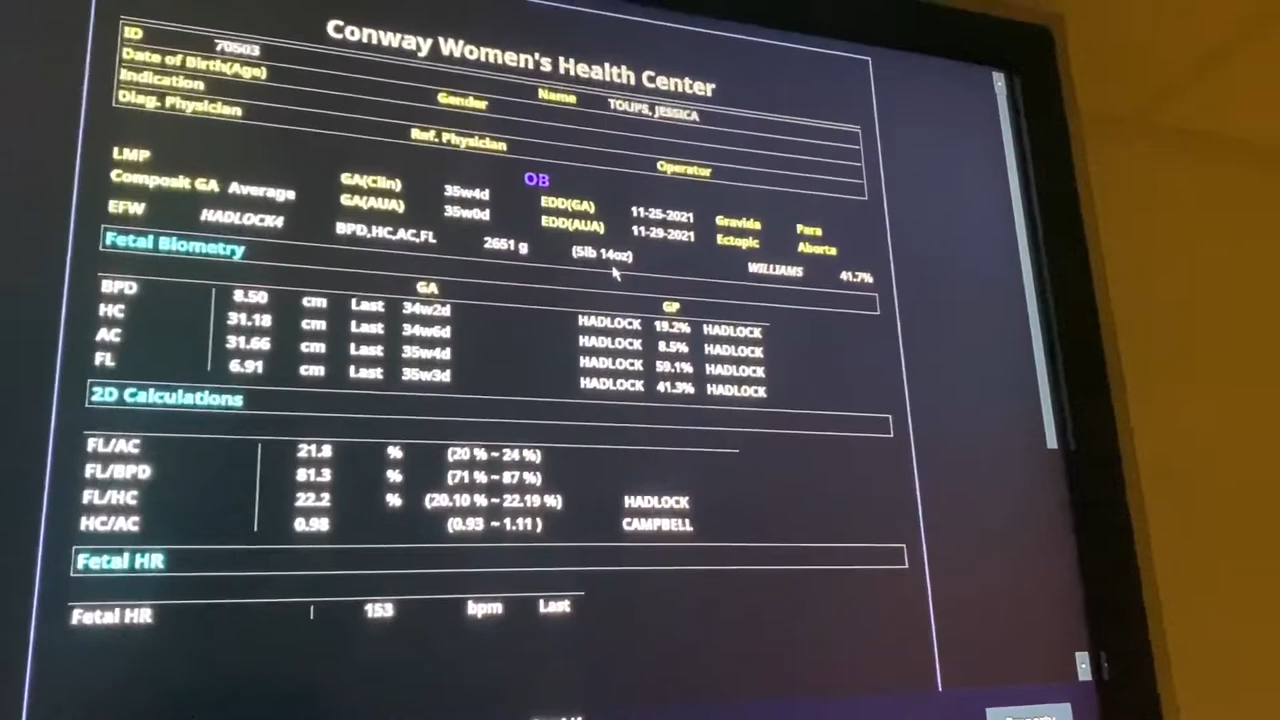 Conway Women's Health Center
ID 70503
Date of Birth(Age) Name TOUPS, JESSICA
Indication Gender
Diag. Physician Ref. Physician Operator
OB
LMP GA(Clin) 35w4d EDD(GA) 11-25-2021 Gravida Para
Composit GA Average GA(AUA) 35w0d EDD(AUA) 11-29-2021 Ectopic Aborta
EFW HADLOCK4 BPD,HC,AC,FL 2651 g (5lb 14oz) WILLIAMS 41.7%
Fetal Biometry
GA GP
BPD 8.50 cm Last 34w2d HADLOCK 19.2% HADLOCK
HC 31.18 cm Last 34w6d HADLOCK 8.5% HADLOCK
AC 31.66 cm Last 35w4d HADLOCK 59.1% HADLOCK
FL 6.91 cm Last 35w3d HADLOCK 41.3% HADLOCK
2D Calculations
FL/AC 21.8 % (20 % ~ 24 %)
FL/BPD 81.3 % (71 % ~ 87 %)
FL/HC 22.2 % (20.10 % ~ 22.19 %) HADLOCK
HC/AC 0.98 (0.93 ~ 1.11 ) CAMPBELL
Fetal HR
Fetal HR 153 bpm Last
Property